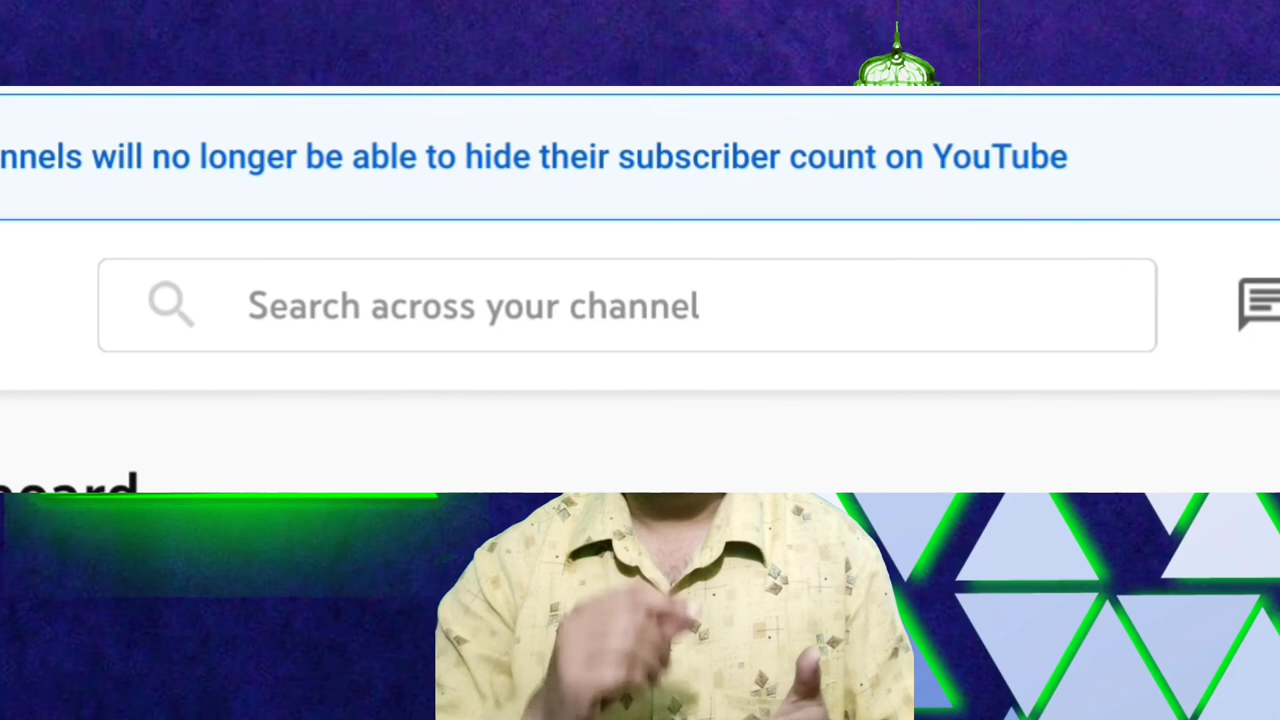 nnels will no longer be able to hide their subscriber count on YouTube
Search across your channel